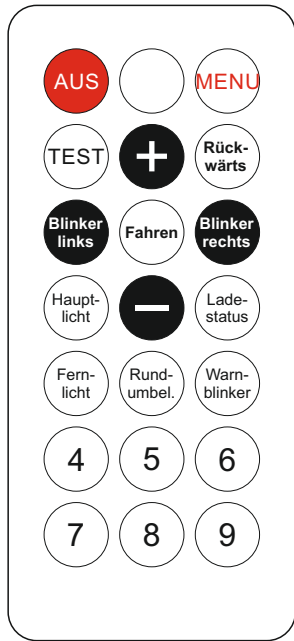 AUS MENU
TEST + Rück-
wärts
Blinker
links Fahren Blinker
rechts
Haupt-
licht − Lade-
status
Fern-
licht Rund-
umbel. Warn-
blinker
4 5 6
7 8 9